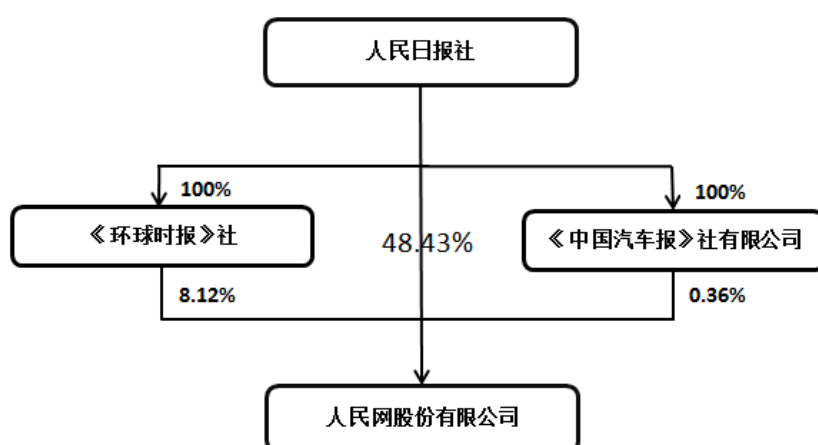 人民日报社
100%
100%
《环球时报》社
48.43%
《中国汽车报》社有限公司
8.12%
0.36%
人民网股份有限公司